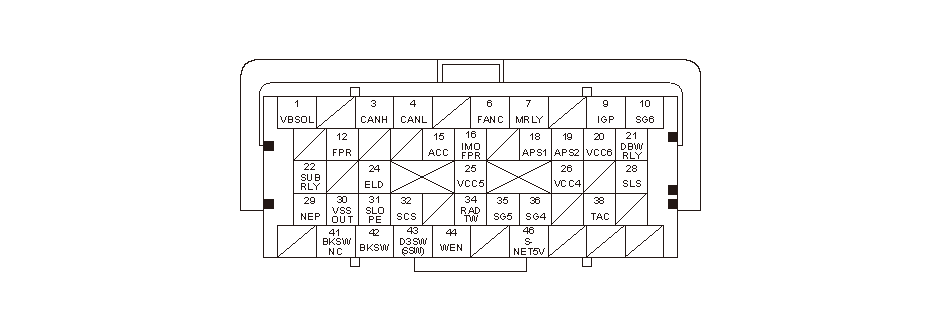 1 3 4 6 7 9 10
VBSOL CANH CANL FANC MRLY IGP SG6
12 15 16 18 19 20 21
FPR ACC IMO FPR APS1 APS2 VCC6 DBW RLY
22 24 25 26 28
SUB RLY ELD VCC5 VCC4 SLS
29 30 31 32 34 35 36 38
NEP VSS OUT SLO PE SCS RAD TW SG5 SG4 TAC
41 42 43 44 46
BKSW NC BKSW D3SW (SSW) WEN S- NET5V